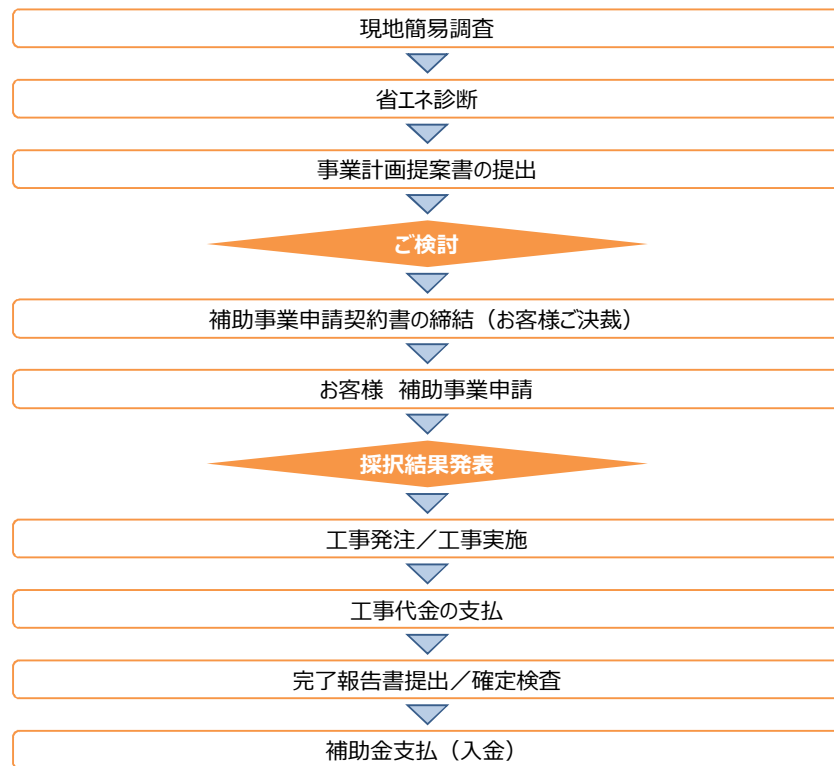 現地簡易調査
省エネ診断
事業計画提案書の提出
ご検討
補助事業申請契約書の締結（お客様ご決裁）
お客様 補助事業申請
採択結果発表
工事発注／工事実施
工事代金の支払
完了報告書提出／確定検査
補助金支払（入金）